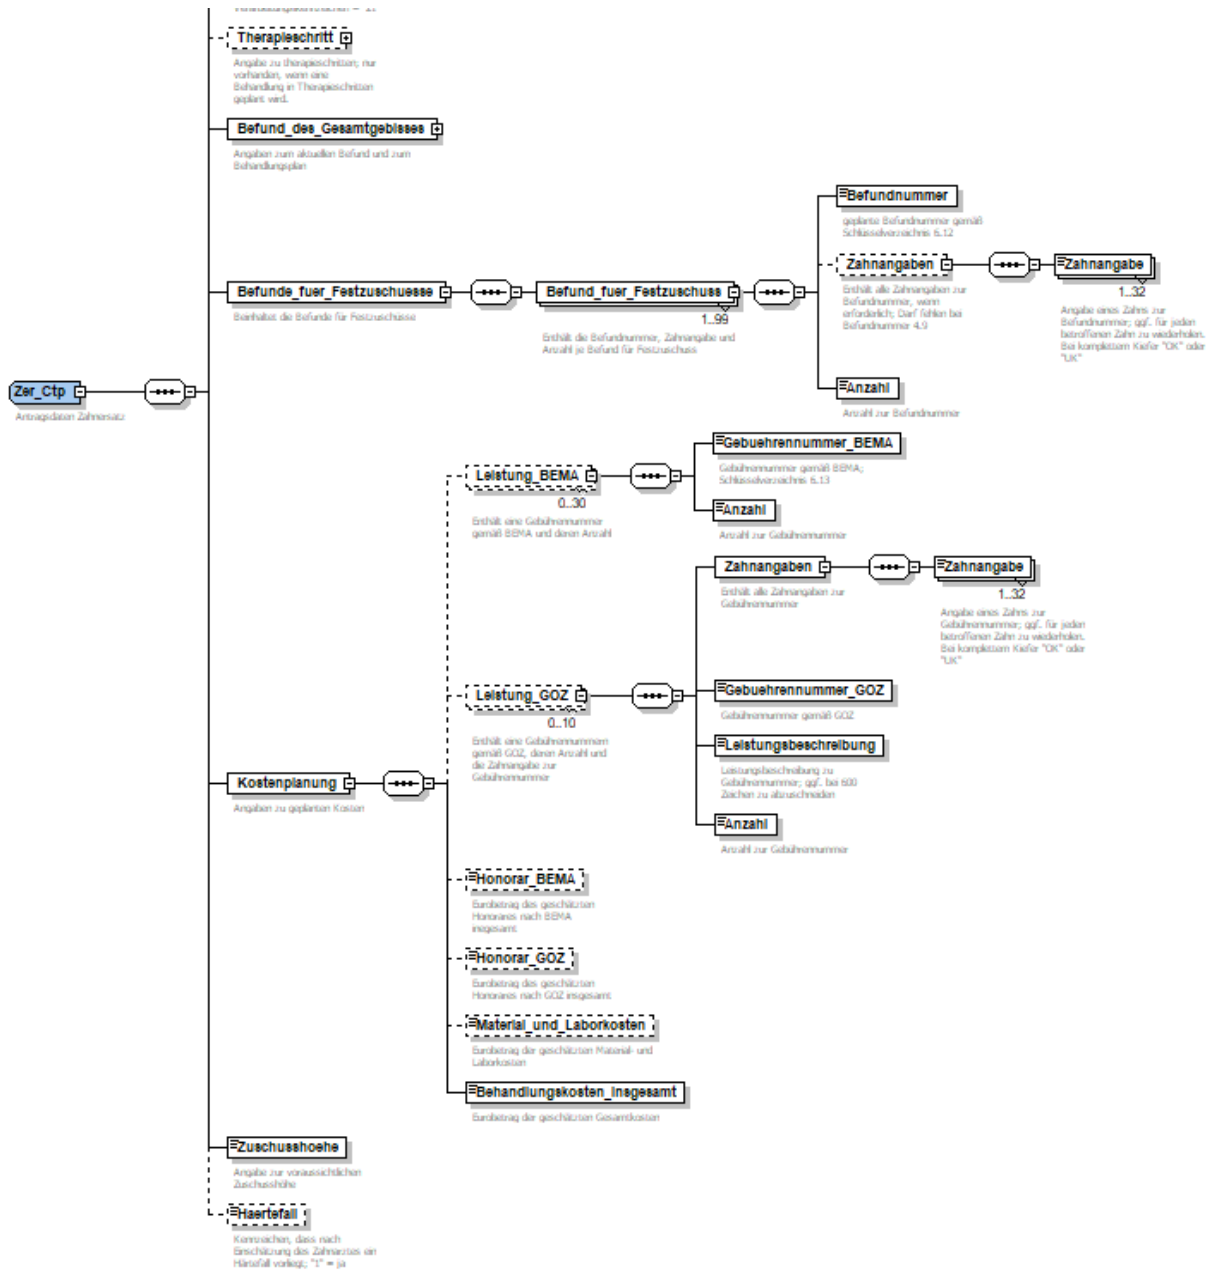 Therapieschritt
Angabe zu therapieschritten; nur
vorhanden, wenn eine
Behandlung in Therapieschritten
geplant wird.
Befund_des_Gesamtgebisses
Angaben zum aktuellen Befund und zum
Behandlungsplan
Befundnummer
geplante Befundnummer gemäß
Schlüsselverzeichnis 6.12
Zahnangaben
Zahnangabe
1..32
Enthält alle Zahnangaben zur
Befundnummer, wenn
erforderlich; Darf fehlen bei
Befundnummer 4.9
Angabe eines Zahns zur
Befundnummer; ggf. für jeden
betroffenen Zahn zu wiederholen.
Bei komplettem Kiefer "OK" oder
"UK"
Befunde_fuer_Festzuschuesse
Beinhaltet die Befunde für Festzuschüsse
Befund_fuer_Festzuschuss
1..99
Enthält die Befundnummer, Zahnangabe und
Anzahl je Befund für Festzuschuss
Anzahl
Anzahl zur Befundnummer
Zer_Ctp
Antragsdaten Zahnersatz
Gebuehrennummer_BEMA
Gebührennummer gemäß BEMA;
Schlüsselverzeichnis 6.13
Leistung_BEMA
0..30
Enthält eine Gebührennummer
gemäß BEMA und deren Anzahl
Anzahl
Anzahl zur Gebührennummer
Zahnangaben
Enthält alle Zahnangaben zur
Gebührennummer
Zahnangabe
1..32
Angabe eines Zahns zur
Gebührennummer; ggf. für jeden
betroffenen Zahn zu wiederholen.
Bei komplettem Kiefer "OK" oder
"UK"
Leistung_GOZ
0..10
Enthält eine Gebührennummern
gemäß GOZ, deren Anzahl und
die Zahnangabe zur
Gebührennummer
Gebuehrennummer_GOZ
Gebührennummer gemäß GOZ
Leistungsbeschreibung
Leistungsbeschreibung zu
Gebührennummer; ggf. bei 600
Zeichen zu abzuschneiden
Anzahl
Anzahl zur Gebührennummer
Kostenplanung
Angaben zu geplanten Kosten
Honorar_BEMA
Eurobetrag des geschätzten
Honorares nach BEMA
insgesamt
Honorar_GOZ
Eurobetrag des geschätzten
Honorares nach GOZ insgesamt
Material_und_Laborkosten
Eurobetrag der geschätzten Material- und
Laborkosten
Behandlungskosten_insgesamt
Eurobetrag der geschätzten Gesamtkosten
Zuschusshoehe
Angabe zur voraussichtlichen
Zuschusshöhe
Haertefall
Kennzeichen, dass nach
Einschätzung des Zahnarztes ein
Härtefall vorliegt; "1" = ja